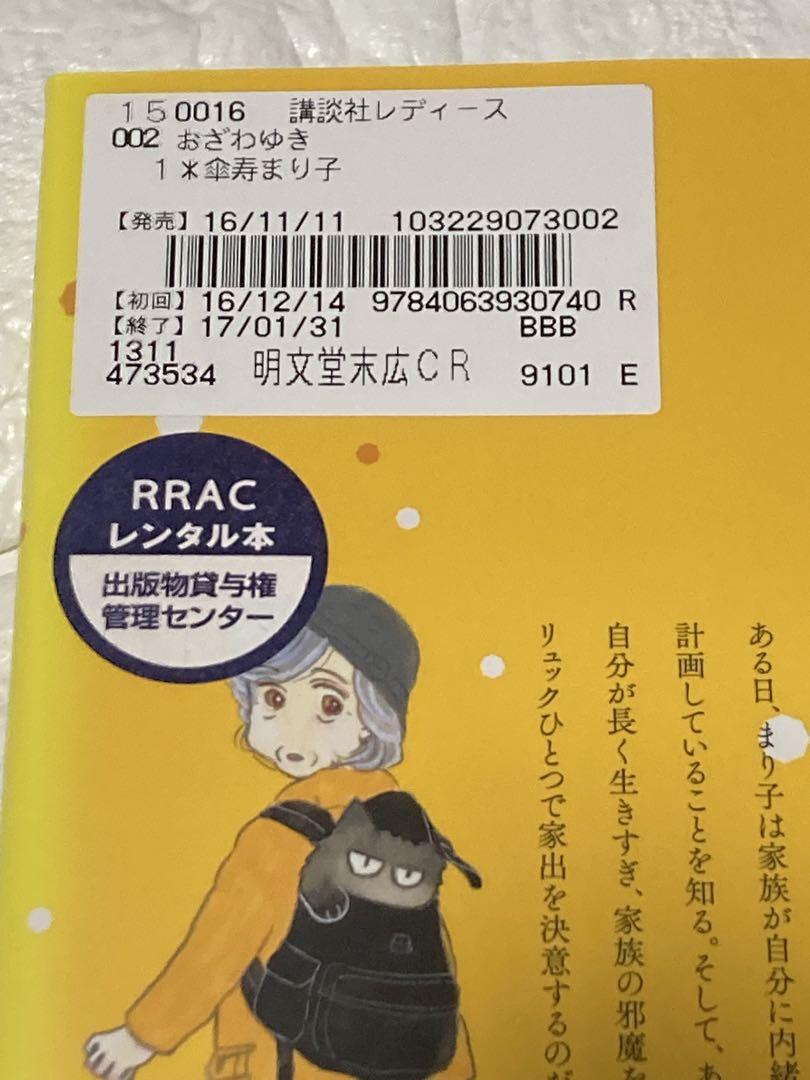 150016 講談社レディース
002 おざわゆき
1 *傘寿まり子
【発売】16/11/11 103229073002
【初回】16/12/14 9784063930740 R
【終了】17/01/31 BBB
1311
473534 明文堂末広CR 9101 E
RRAC
レンタル本
出版物貸与権
管理センター
ある日、まり子は家族が自分に内緒
計画していることを知る。そして、あ
自分が長く生きすぎ、家族の邪魔を
リュックひとつで家出を決意するのだ